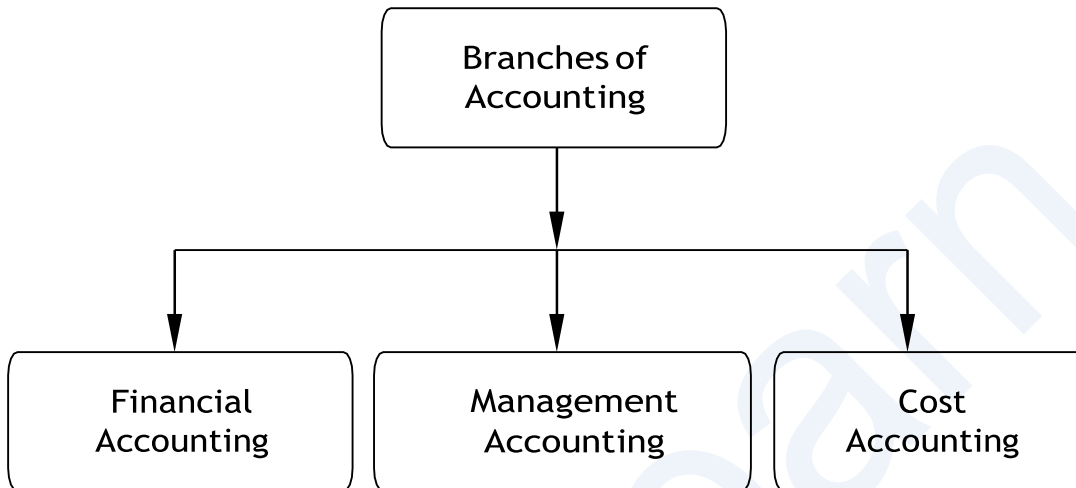 Branches of
Accounting
Financial
Accounting
Management
Accounting
Cost
Accounting